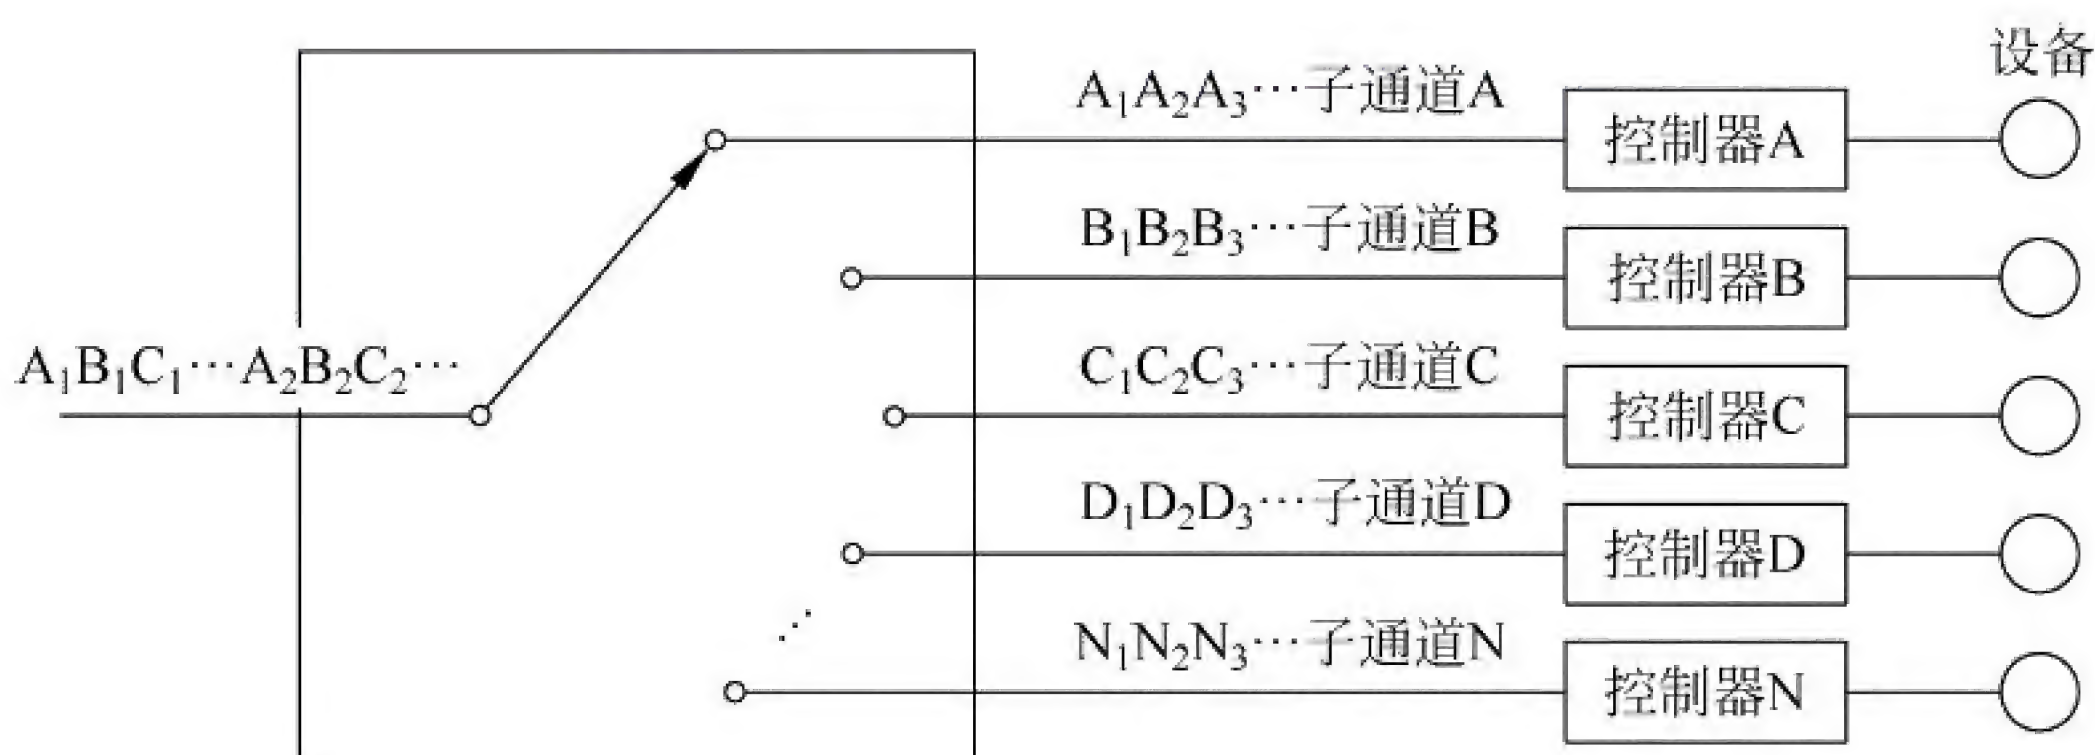 设备
A₁A₂A₃…子通道A
控制器A
B₁B₂B₃…子通道B
控制器B
A₁B₁C₁…A₂B₂C₂…
C₁C₂C₃…子通道C
控制器C
D₁D₂D₃…子通道D
控制器D
⋰
N₁N₂N₃…子通道N
控制器N